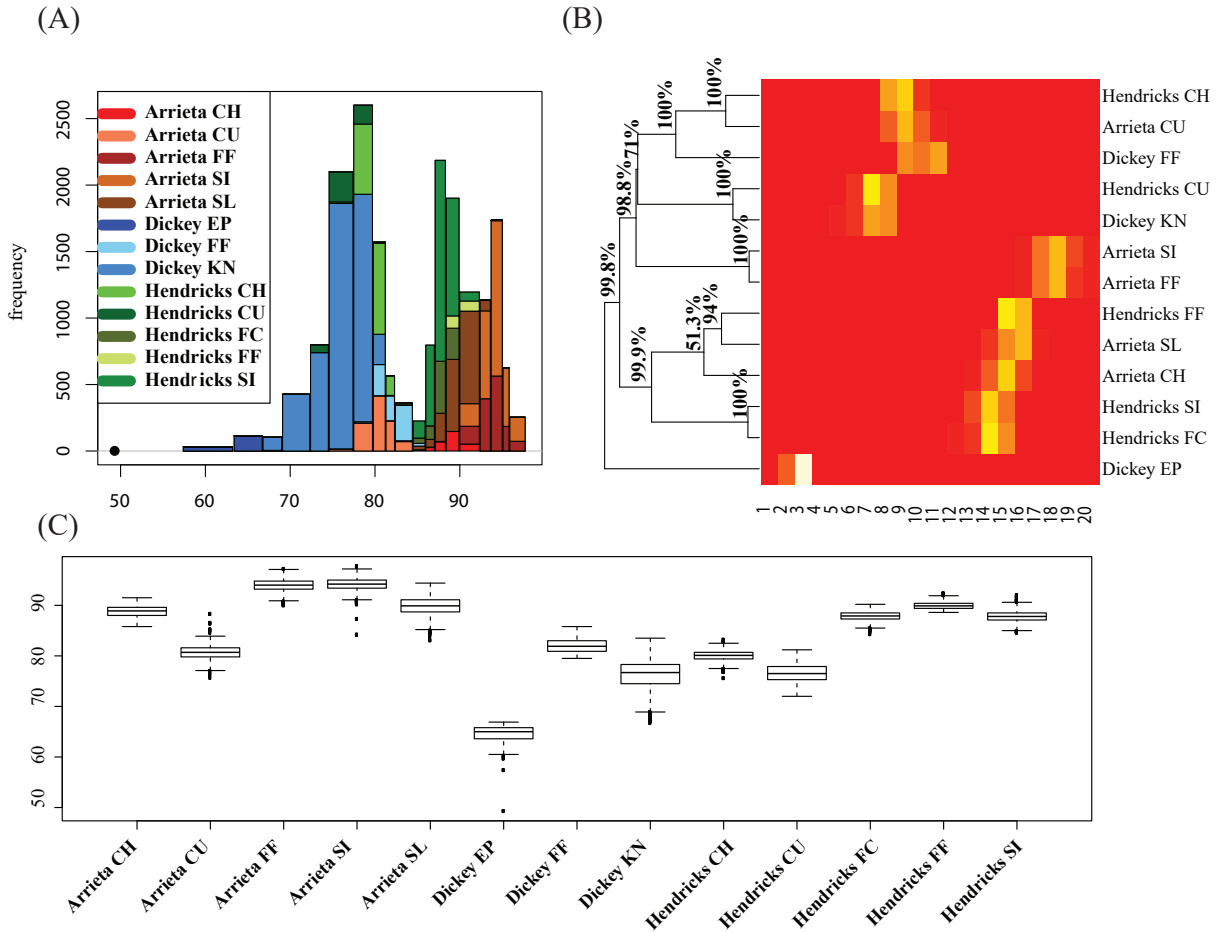 (A)
frequency
2500
2000
1500
1000
500
0
Arrieta CH
Arrieta CU
Arrieta FF
Arrieta SI
Arrieta SL
Dickey EP
Dickey FF
Dickey KN
Hendricks CH
Hendricks CU
Hendricks FC
Hendricks FF
Hendricks SI
50 60 70 80 90
(B)
100%
100%
71%
98.8%
100%
100%
99.8%
94%
51.3%
99.9%
100%
Hendricks CH
Arrieta CU
Dickey FF
Hendricks CU
Dickey KN
Arrieta SI
Arrieta FF
Hendricks FF
Arrieta SL
Arrieta CH
Hendricks SI
Hendricks FC
Dickey EP
1 2 3 4 5 6 7 8 9 10 11 12 13 14 15 16 17 18 19 20
(C)
90
80
70
60
50
Arrieta CH
Arrieta CU
Arrieta FF
Arrieta SI
Arrieta SL
Dickey EP
Dickey FF
Dickey KN
Hendricks CH
Hendricks CU
Hendricks FC
Hendricks FF
Hendricks SI